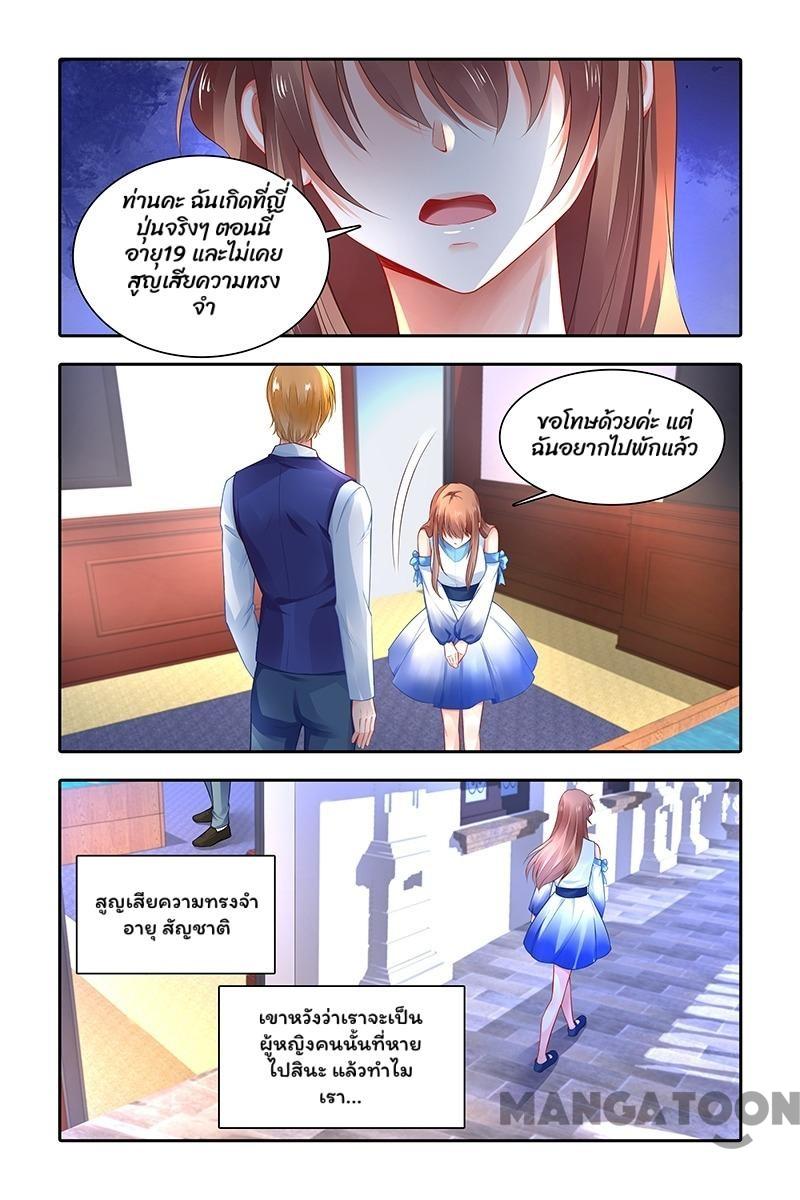 ท่านคะ ฉันเกิดที่ญี่
ปุ่นจริงๆ ตอนนี้
อายุ19 และไม่เคย
สูญเสียความทรง
จำ
ขอโทษด้วยค่ะ แต่
ฉันอยากไปพักแล้ว
สูญเสียความทรงจำ
อายุ สัญชาติ
เขาหวังว่าเราจะเป็น
ผู้หญิงคนนั้นที่หาย
ไปสินะ แล้วทำไม
เรา...
MANGATOON